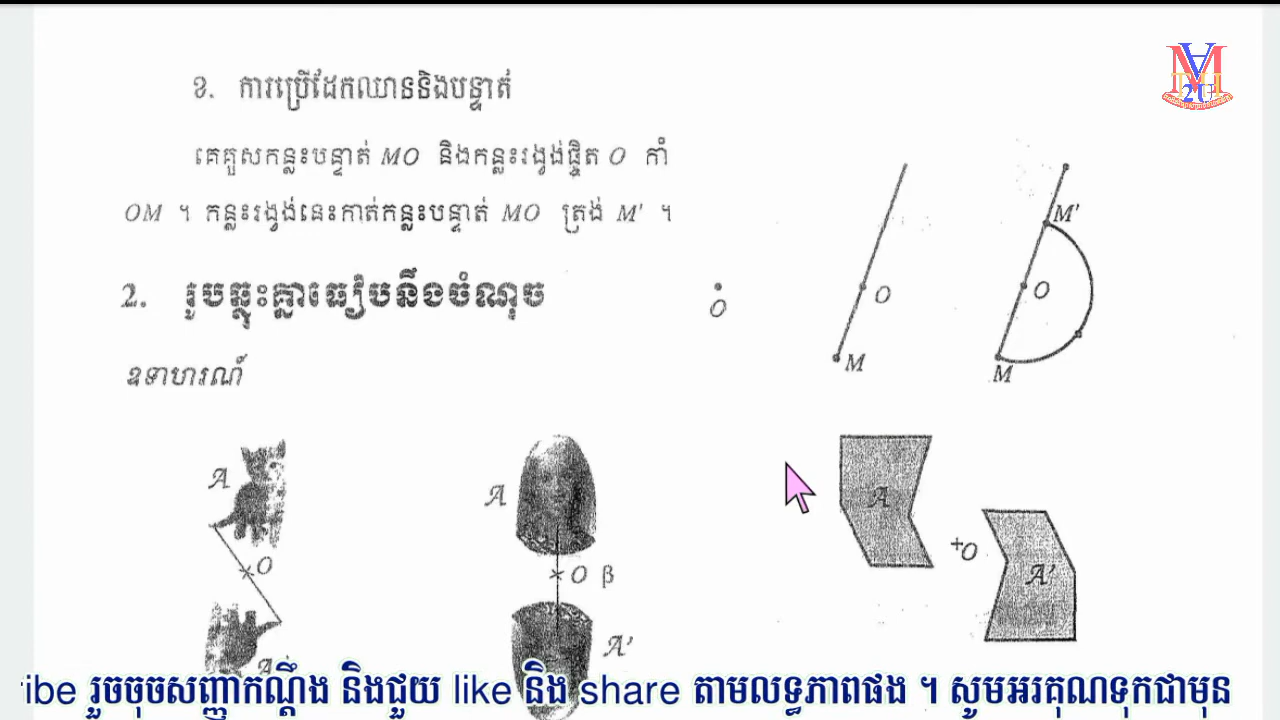 ខ. ការប្រើដែកឈាននិងបន្ទាត់
គេគូសកន្លះបន្ទាត់ MO និងកន្លះរង្វង់ផ្ចិត O កាំ
OM ។ កន្លះរង្វង់នេះកាត់កន្លះបន្ទាត់ MO ត្រង់ M' ។
2. រូបឆ្លុះគ្នាធៀបនឹងចំណុច
ឧទាហរណ៍
O
O
M
M'
O
M
A
O
A
O β
A'
A
O
A'
ibe រួចចុចសញ្ញាកណ្ដឹង និងជួយ like និង share តាមលទ្ធភាពផង ។ សូមអរគុណទុកជាមុន